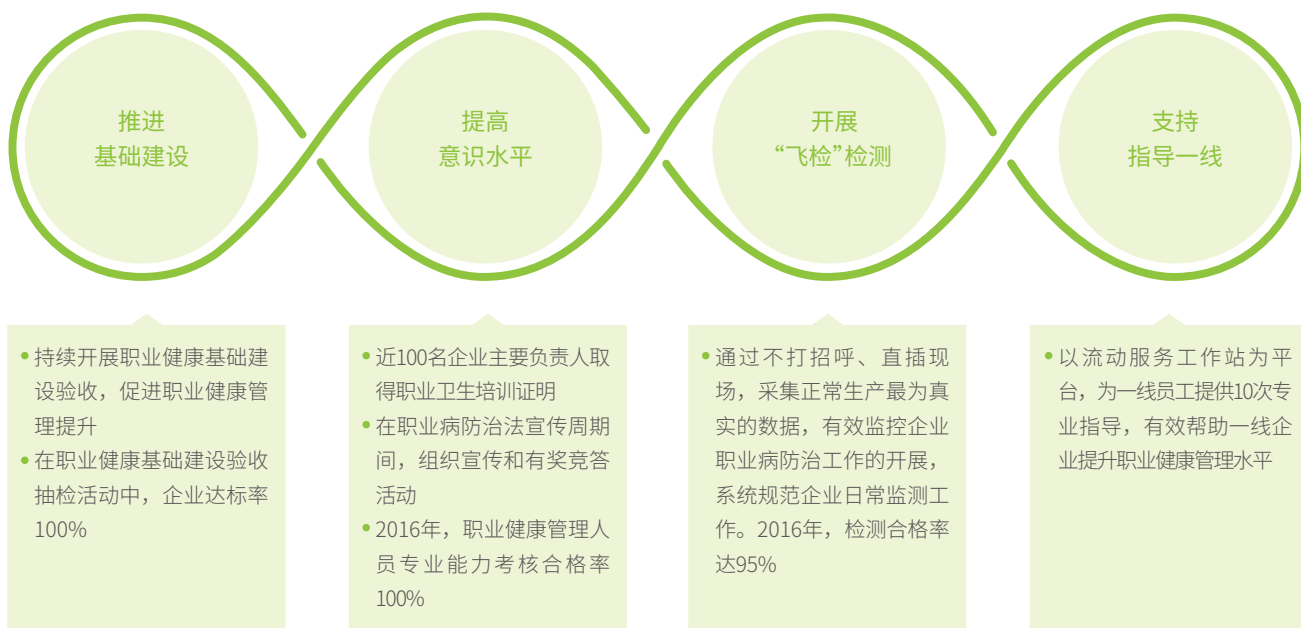 推进
基础建设
提高
意识水平
开展
“飞检”检测
支持
指导一线
• 持续开展职业健康基础建
设验收，促进职业健康管
理提升
• 在职业健康基础建设验收
抽检活动中，企业达标率
100%
• 近100名企业主要负责人取
得职业卫生培训证明
• 在职业病防治法宣传周期
间，组织宣传和有奖竞答
活动
• 2016年，职业健康管理人
员专业能力考核合格率
100%
• 通过不打招呼、直插现
场，采集正常生产最为真
实的数据，有效监控企业
职业病防治工作的开展，
系统规范企业日常监测工
作。2016年，检测合格率
达95%
• 以流动服务工作站为平
台，为一线员工提供10次专
业指导，有效帮助一线企
业提升职业健康管理水平